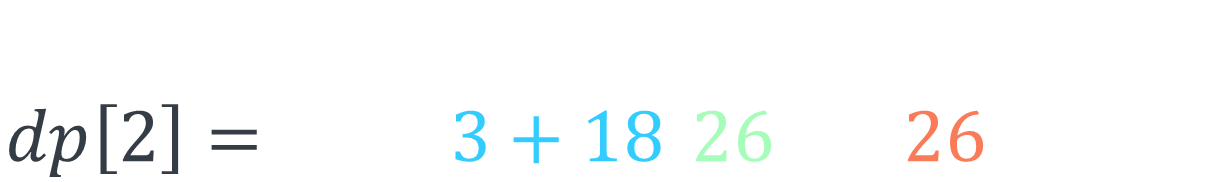 dp[2] = 3 + 18 26 26